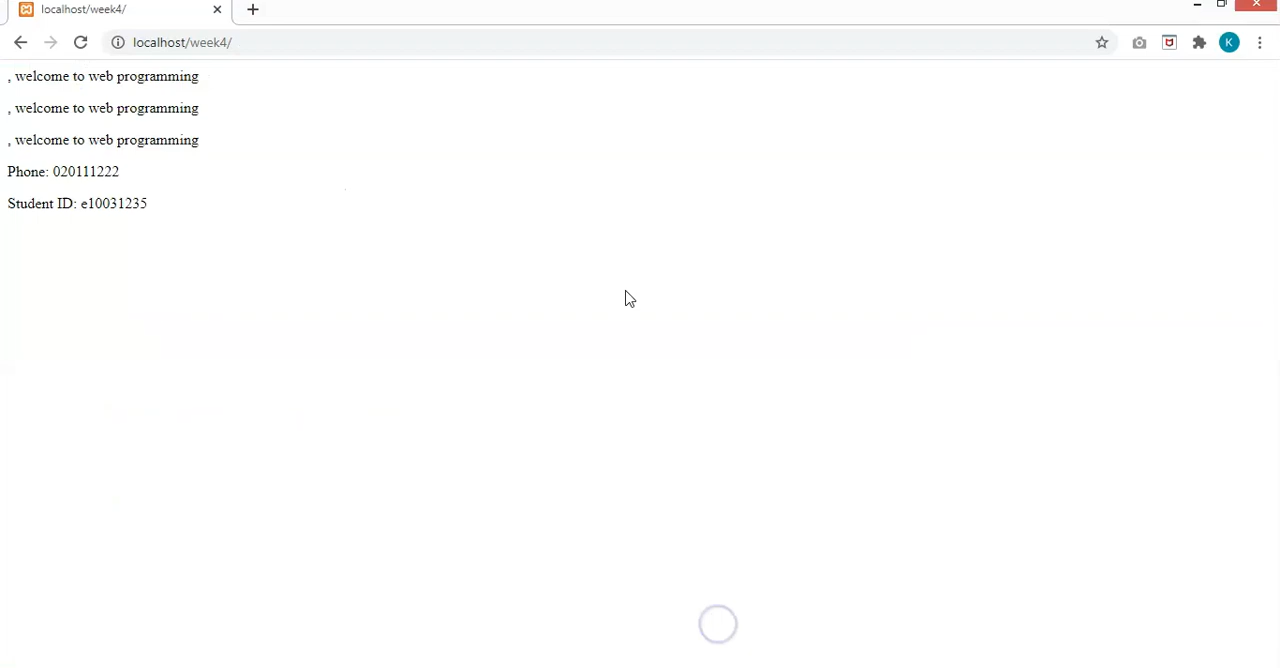 localhost/week4/
localhost/week4/
K
, welcome to web programming
, welcome to web programming
, welcome to web programming
Phone: 020111222
Student ID: e10031235